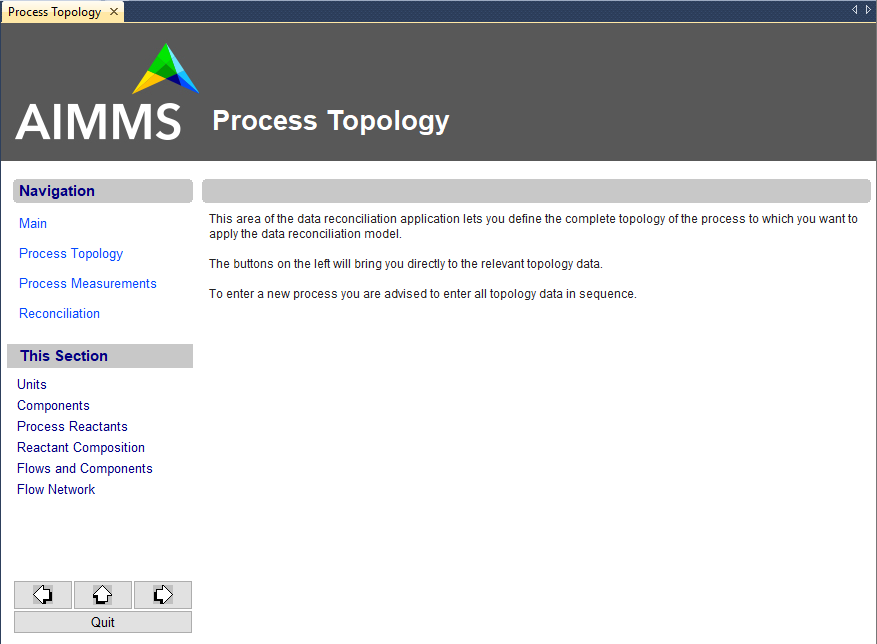 Process Topology
AIMMS
Process Topology
Navigation
Main
Process Topology
Process Measurements
Reconciliation
This Section
Units
Components
Process Reactants
Reactant Composition
Flows and Components
Flow Network
Quit
This area of the data reconciliation application lets you define the complete topology of the process to which you want to
apply the data reconciliation model.
The buttons on the left will bring you directly to the relevant topology data.
To enter a new process you are advised to enter all topology data in sequence.